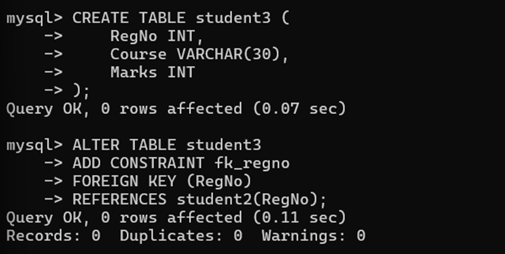 mysql> CREATE TABLE student3 (
    ->     RegNo INT,
    ->     Course VARCHAR(30),
    ->     Marks INT
    -> );
Query OK, 0 rows affected (0.07 sec)

mysql> ALTER TABLE student3
    -> ADD CONSTRAINT fk_regno
    -> FOREIGN KEY (RegNo)
    -> REFERENCES student2(RegNo);
Query OK, 0 rows affected (0.11 sec)
Records: 0  Duplicates: 0  Warnings: 0